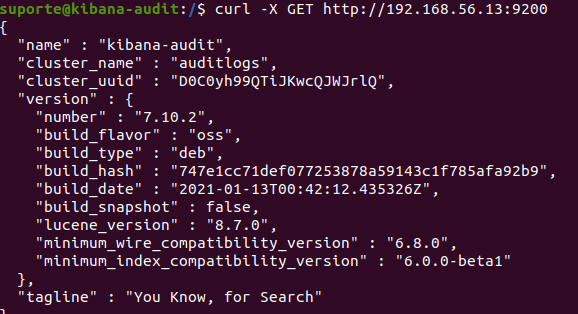 suporte@kibana-audit:/$ curl -X GET http://192.168.56.13:9200
{
  "name" : "kibana-audit",
  "cluster_name" : "auditlogs",
  "cluster_uuid" : "D0C0yh99QTiJKwcQJWJrlQ",
  "version" : {
    "number" : "7.10.2",
    "build_flavor" : "oss",
    "build_type" : "deb",
    "build_hash" : "747e1cc71def077253878a59143c1f785afa92b9",
    "build_date" : "2021-01-13T00:42:12.435326Z",
    "build_snapshot" : false,
    "lucene_version" : "8.7.0",
    "minimum_wire_compatibility_version" : "6.8.0",
    "minimum_index_compatibility_version" : "6.0.0-beta1"
  },
  "tagline" : "You Know, for Search"
}